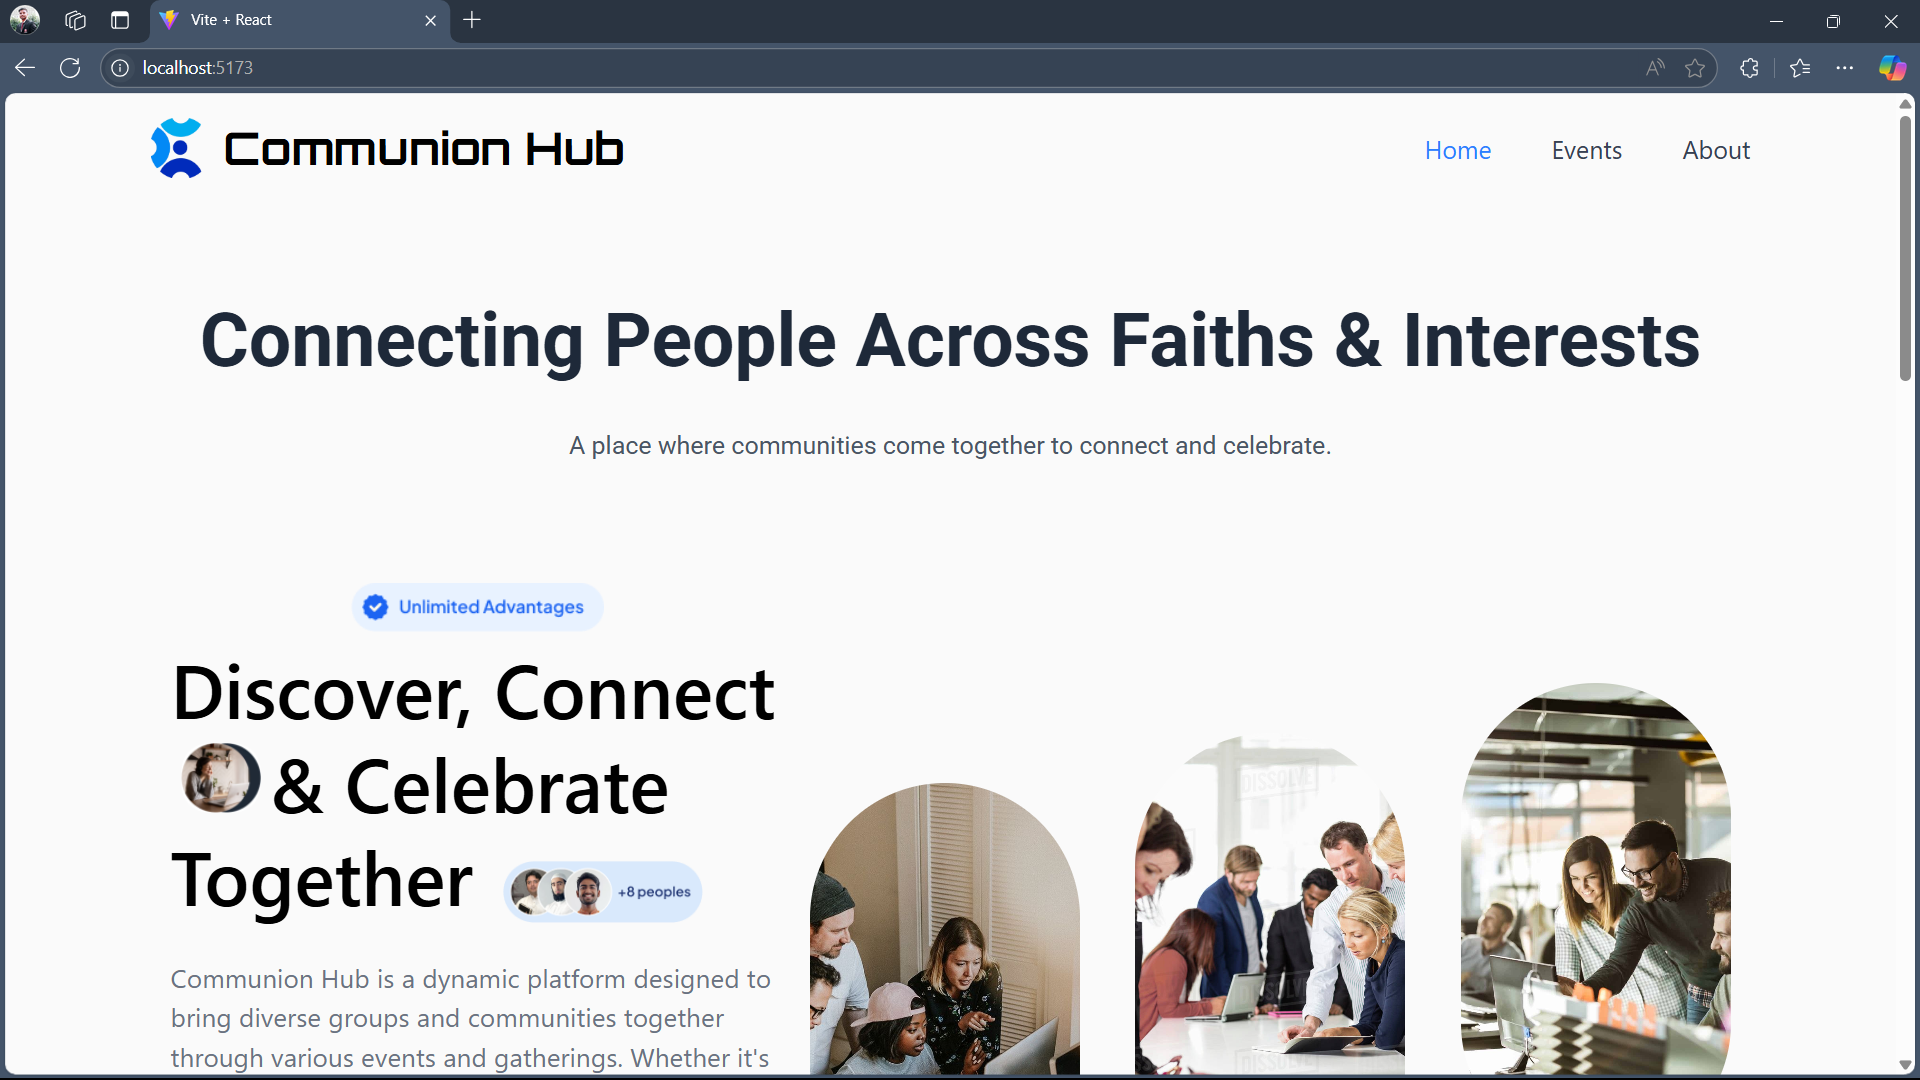 Vite + React
localhost:5173
Communion Hub
Home
Events
About
Connecting People Across Faiths & Interests
A place where communities come together to connect and celebrate.
Unlimited Advantages
Discover, Connect
& Celebrate
Together
+8 peoples
Communion Hub is a dynamic platform designed to
bring diverse groups and communities together
through various events and gatherings. Whether it's
DISSOLVE
DISSOLVE